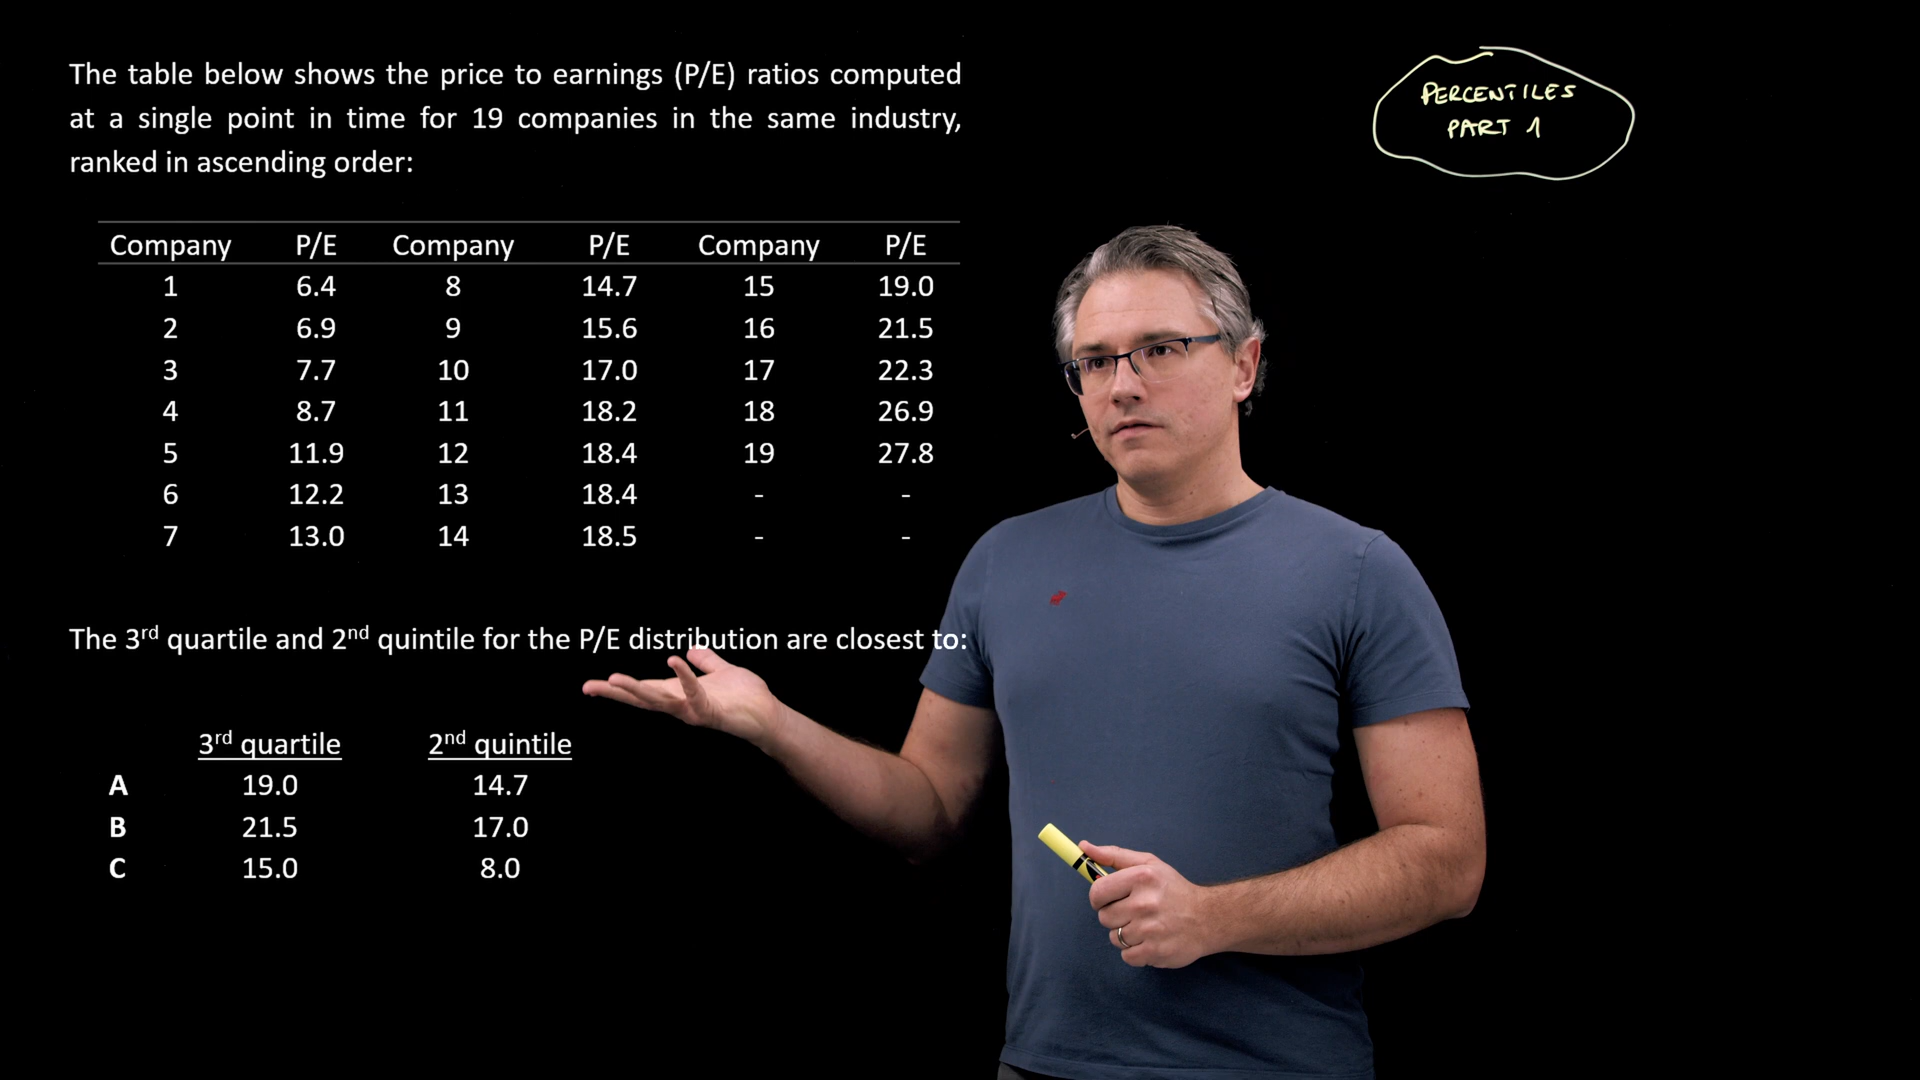 The table below shows the price to earnings (P/E) ratios computed
at a single point in time for 19 companies in the same industry,
ranked in ascending order:
PERCENTILES
PART 1
Company P/E Company P/E Company P/E
1 6.4 8 14.7 15 19.0
2 6.9 9 15.6 16 21.5
3 7.7 10 17.0 17 22.3
4 8.7 11 18.2 18 26.9
5 11.9 12 18.4 19 27.8
6 12.2 13 18.4 - -
7 13.0 14 18.5 - -
The 3rd quartile and 2nd quintile for the P/E distribution are closest to:
3rd quartile 2nd quintile
A 19.0 14.7
B 21.5 17.0
C 15.0 8.0